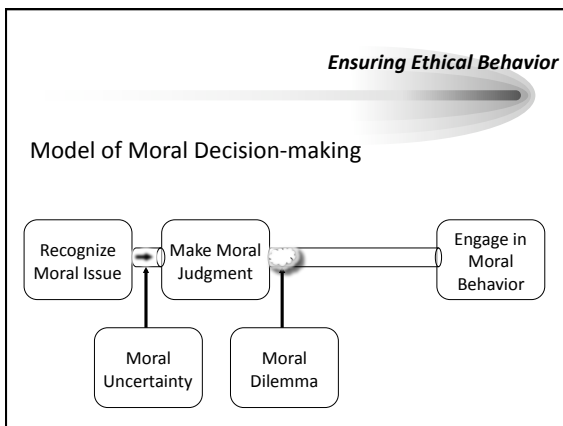 Ensuring Ethical Behavior
Model of Moral Decision-making
Recognize
Moral Issue
Make Moral
Judgment
Engage in
Moral
Behavior
Moral
Uncertainty
Moral
Dilemma